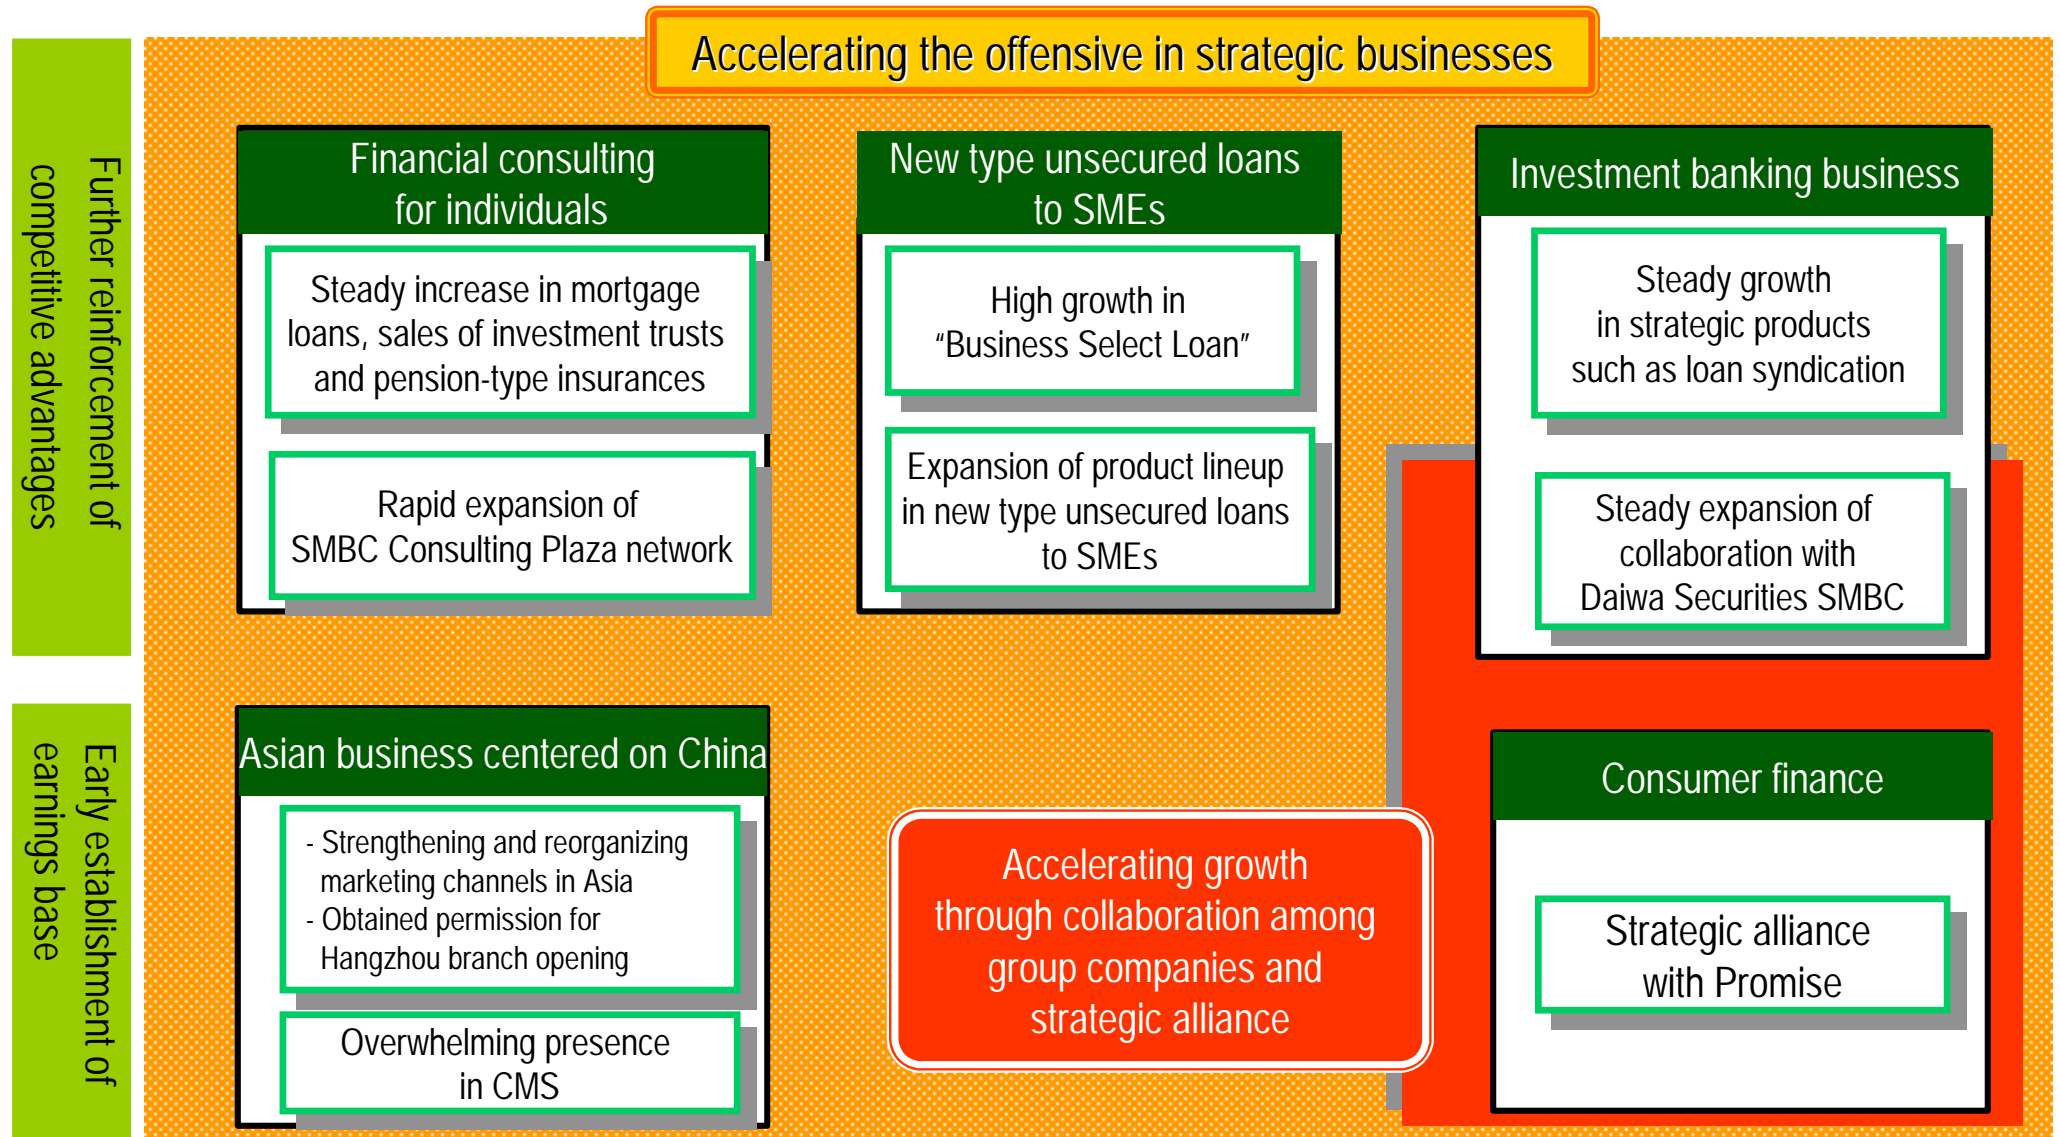 Accelerating the offensive in strategic businesses
Further reinforcement of
competitive advantages
Financial consulting
for individuals
Steady increase in mortgage
loans, sales of investment trusts
and pension-type insurances
Rapid expansion of
SMBC Consulting Plaza network
New type unsecured loans
to SMEs
High growth in
“Business Select Loan”
Expansion of product lineup
in new type unsecured loans
to SMEs
Investment banking business
Steady growth
in strategic products
such as loan syndication
Steady expansion of
collaboration with
Daiwa Securities SMBC
Early establishment of
earnings base
Asian business centered on China
- Strengthening and reorganizing
marketing channels in Asia
- Obtained permission for
Hangzhou branch opening
Overwhelming presence
in CMS
Accelerating growth
through collaboration among
group companies and
strategic alliance
Consumer finance
Strategic alliance
with Promise